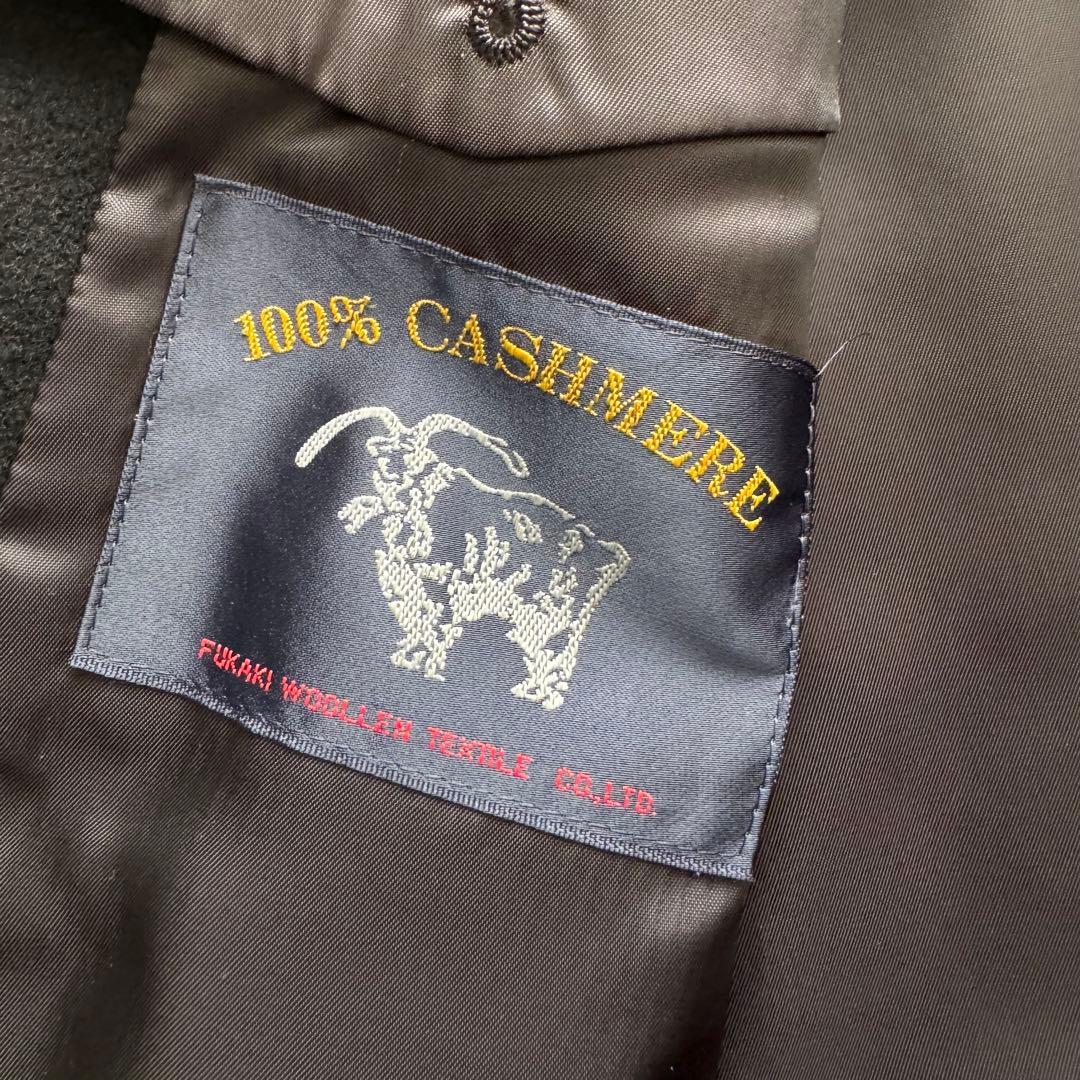 100% CASHMERE
FUKAKI WOOLLEN TEXTILE CO.,LTD.